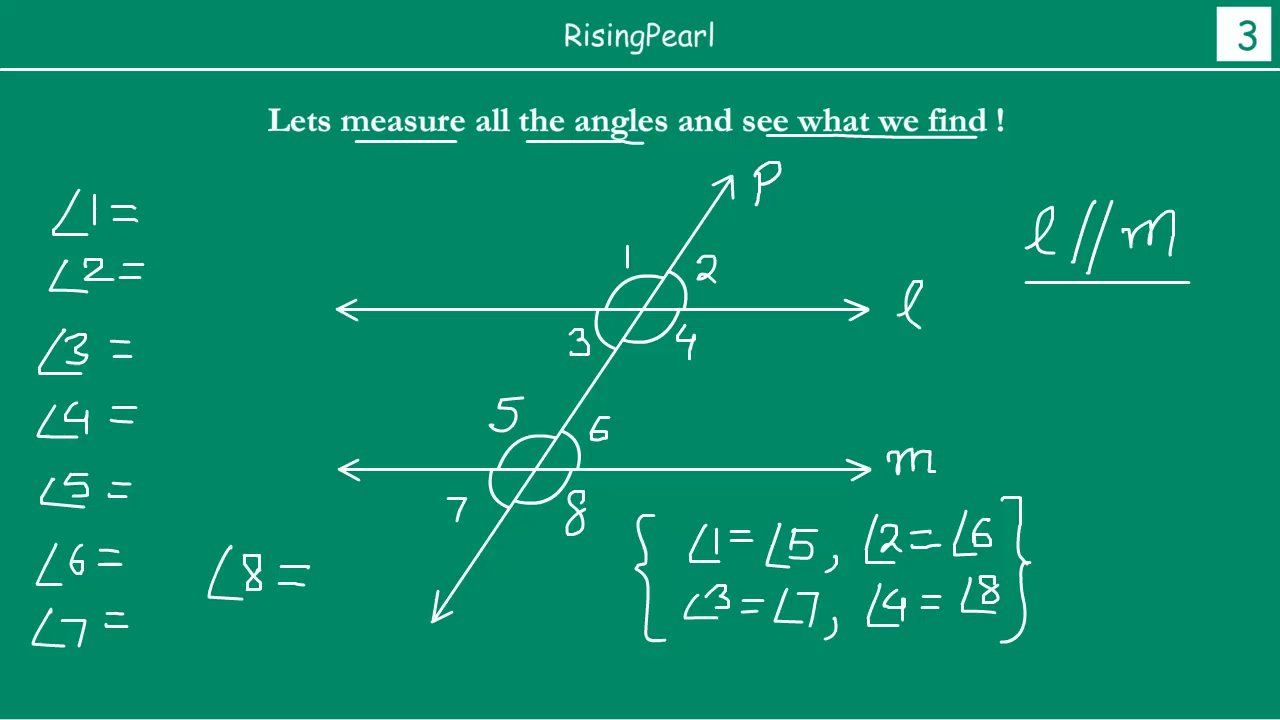 RisingPearl
3
Lets measure all the angles and see what we find !
∠1 =
∠2 =
∠3 =
∠4 =
∠5 =
∠6 =
∠7 =
∠8 =
p
1
2
l
3
4
5
6
m
7
8
l // m
{ ∠1 = ∠5, ∠2 = ∠6
∠3 = ∠7, ∠4 = ∠8 }